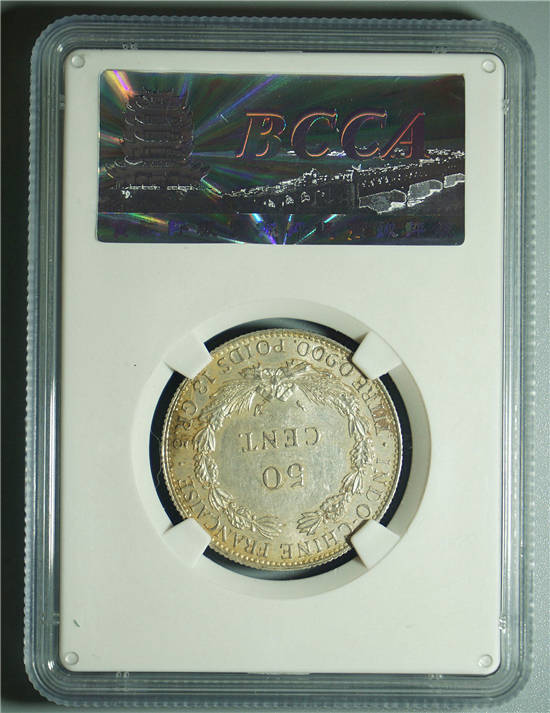 BCCA
INDO-CHINE FRANÇAISE
50
CENT.
TITRE 0.900. POIDS 13 GR. 5